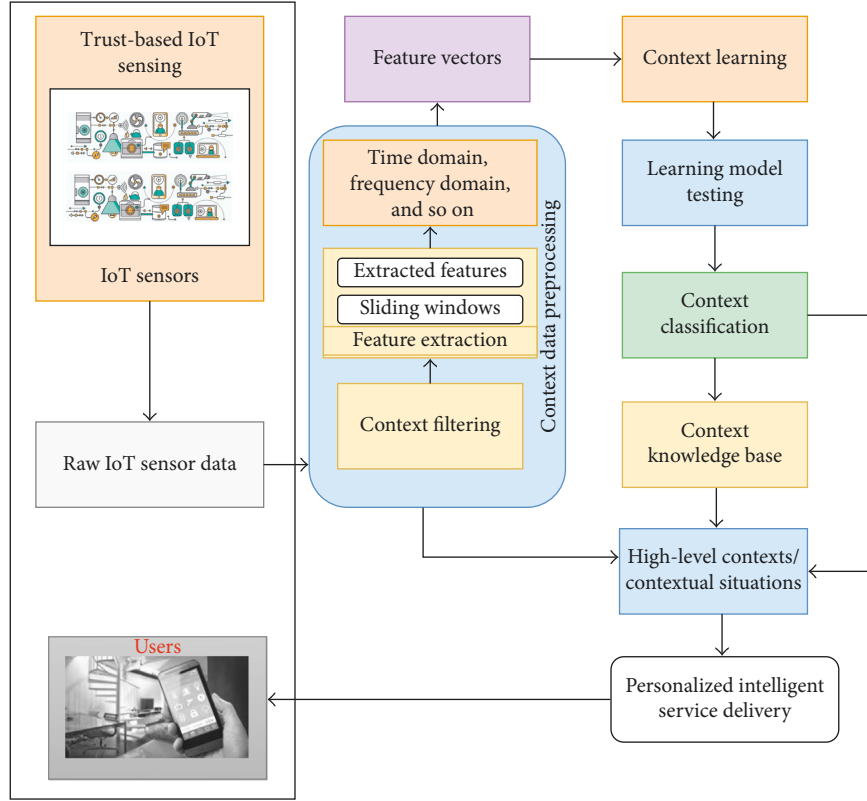 Trust-based IoT
sensing
IoT sensors
Raw IoT sensor data
Users
Feature vectors
Time domain,
frequency domain,
and so on
Extracted features
Sliding windows
Feature extraction
Context filtering
Context data preprocessing
Context learning
Learning model
testing
Context
classification
Context
knowledge base
High-level contexts/
contextual situations
Personalized intelligent
service delivery